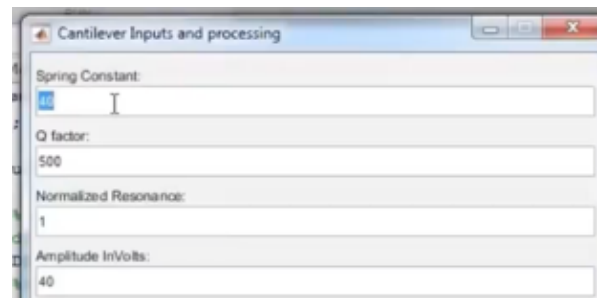 Cantilever Inputs and processing
Spring Constant:
40
Q factor:
500
Normalized Resonance:
1
Amplitude InVolts:
40